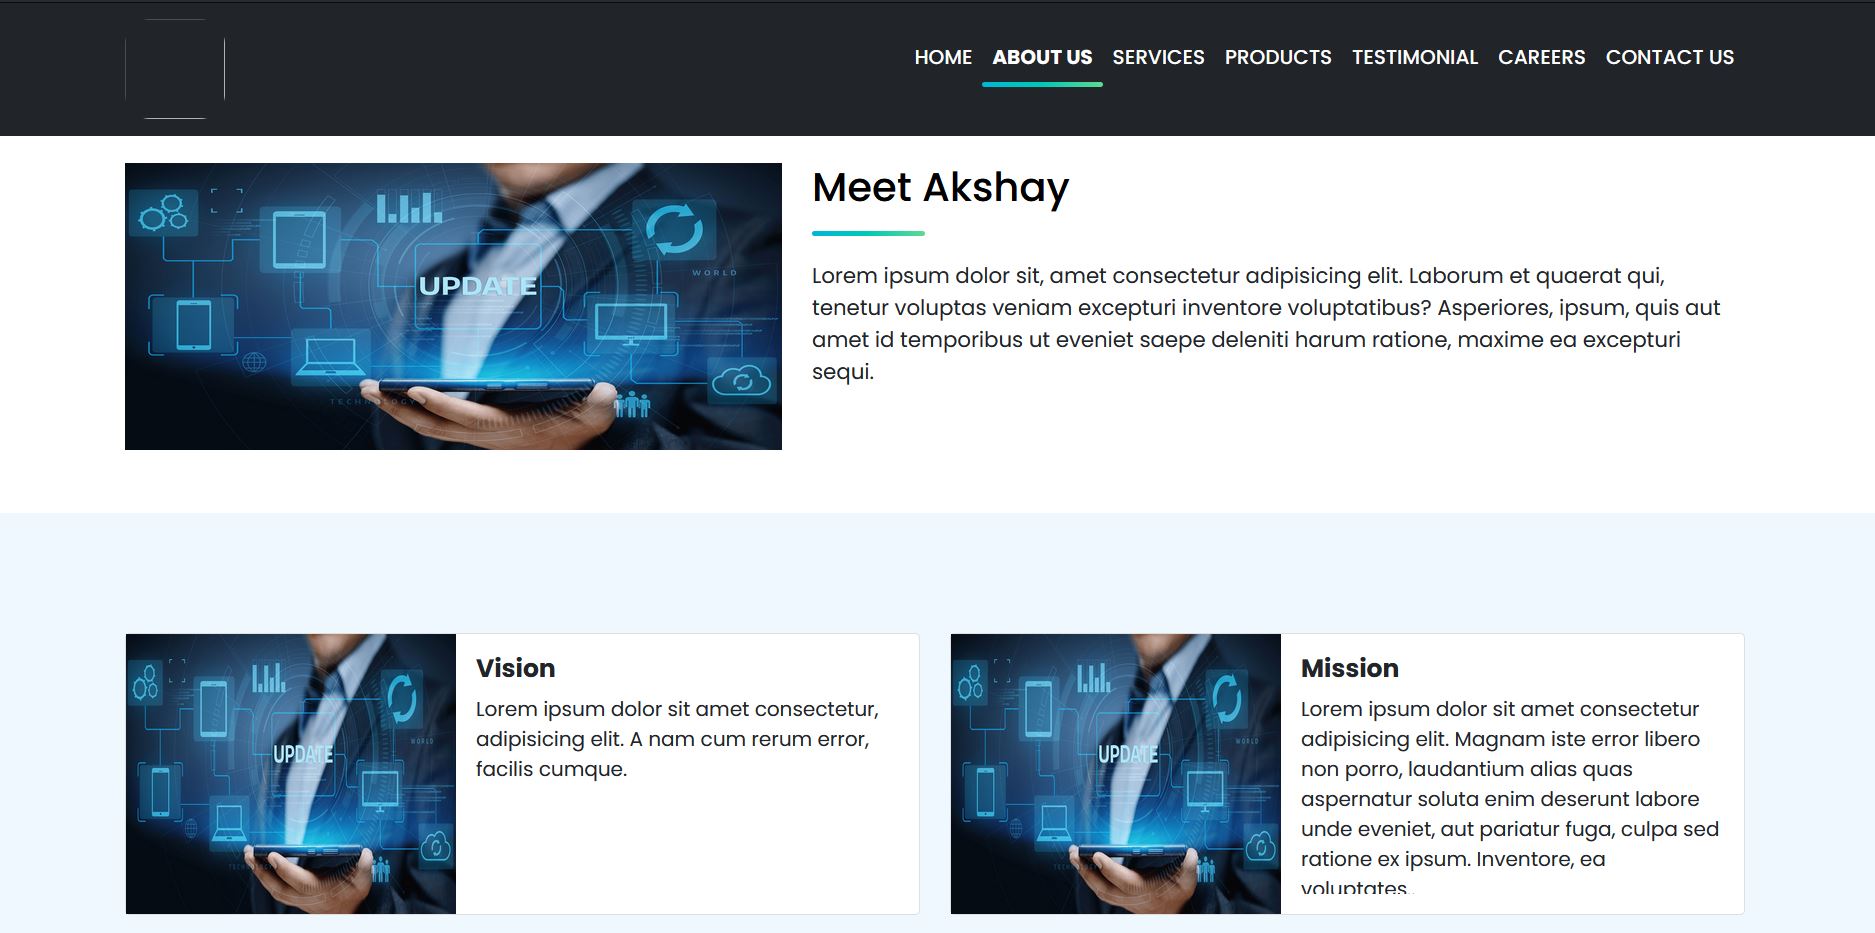 HOME ABOUT US SERVICES PRODUCTS TESTIMONIAL CAREERS CONTACT US
UPDATE
WORLD
TECHNOLOGY
Meet Akshay
Lorem ipsum dolor sit, amet consectetur adipisicing elit. Laborum et quaerat qui,
tenetur voluptas veniam excepturi inventore voluptatibus? Asperiores, ipsum, quis aut
amet id temporibus ut eveniet saepe deleniti harum ratione, maxime ea excepturi
sequi.
UPDATE
WORLD
TECHNOLOGY
Vision
Lorem ipsum dolor sit amet consectetur,
adipisicing elit. A nam cum rerum error,
facilis cumque.
UPDATE
WORLD
TECHNOLOGY
Mission
Lorem ipsum dolor sit amet consectetur
adipisicing elit. Magnam iste error libero
non porro, laudantium alias quas
aspernatur soluta enim deserunt labore
unde eveniet, aut pariatur fuga, culpa sed
ratione ex ipsum. Inventore, ea
voluptates..